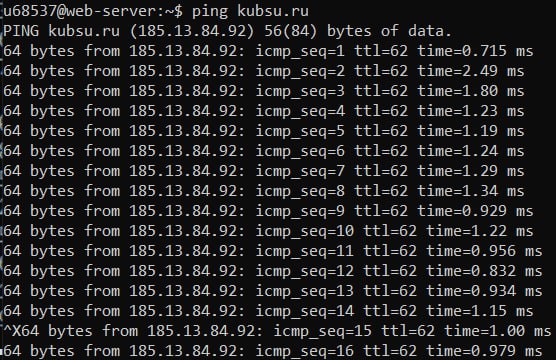 u68537@web-server:~$ ping kubsu.ru
PING kubsu.ru (185.13.84.92) 56(84) bytes of data.
64 bytes from 185.13.84.92: icmp_seq=1 ttl=62 time=0.715 ms
64 bytes from 185.13.84.92: icmp_seq=2 ttl=62 time=2.49 ms
64 bytes from 185.13.84.92: icmp_seq=3 ttl=62 time=1.80 ms
64 bytes from 185.13.84.92: icmp_seq=4 ttl=62 time=1.23 ms
64 bytes from 185.13.84.92: icmp_seq=5 ttl=62 time=1.19 ms
64 bytes from 185.13.84.92: icmp_seq=6 ttl=62 time=1.24 ms
64 bytes from 185.13.84.92: icmp_seq=7 ttl=62 time=1.29 ms
64 bytes from 185.13.84.92: icmp_seq=8 ttl=62 time=1.34 ms
64 bytes from 185.13.84.92: icmp_seq=9 ttl=62 time=0.929 ms
64 bytes from 185.13.84.92: icmp_seq=10 ttl=62 time=1.22 ms
64 bytes from 185.13.84.92: icmp_seq=11 ttl=62 time=0.956 ms
64 bytes from 185.13.84.92: icmp_seq=12 ttl=62 time=0.832 ms
64 bytes from 185.13.84.92: icmp_seq=13 ttl=62 time=0.934 ms
64 bytes from 185.13.84.92: icmp_seq=14 ttl=62 time=1.15 ms
^X64 bytes from 185.13.84.92: icmp_seq=15 ttl=62 time=1.00 ms
64 bytes from 185.13.84.92: icmp_seq=16 ttl=62 time=0.979 ms